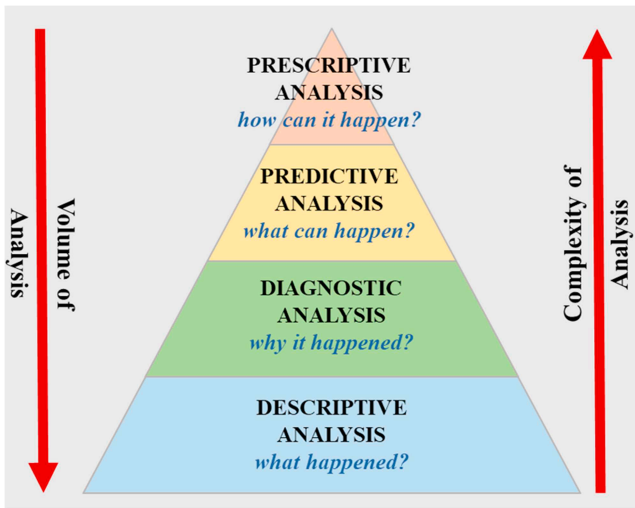 PRESCRIPTIVE
ANALYSIS
how can it happen?
PREDICTIVE
ANALYSIS
what can happen?
DIAGNOSTIC
ANALYSIS
why it happened?
DESCRIPTIVE
ANALYSIS
what happened?
Volume of
Analysis
Complexity of
Analysis